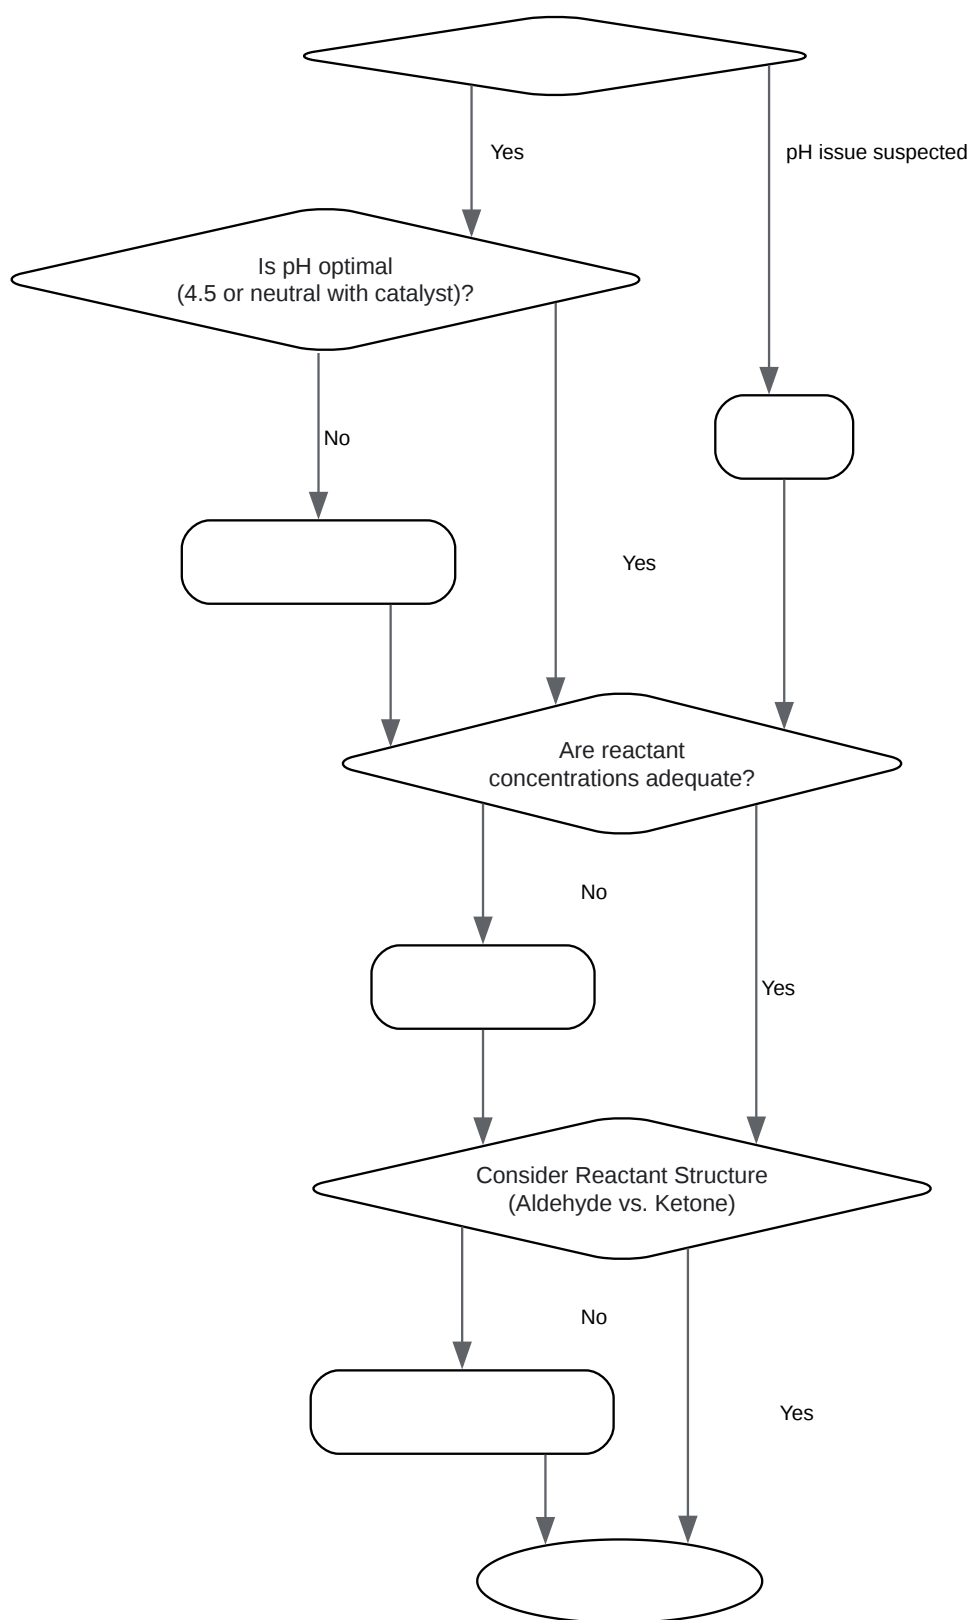 Yes
pH issue suspected
Is pH optimal
(4.5 or neutral with catalyst)?
No
Yes
Are reactant
concentrations adequate?
No
Yes
Consider Reactant Structure
(Aldehyde vs. Ketone)
No
Yes